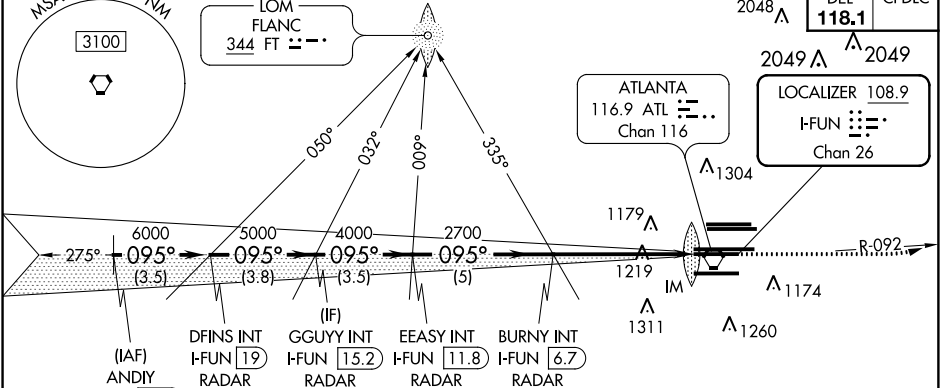 MSA
NM
3100
LOM
FLANC
344 FT
2048
DEL
118.1
2049
2049
ATLANTA
116.9 ATL
Chan 116
LOCALIZER 108.9
I-FUN
Chan 26
050°
032°
009°
335°
1304
1179
6000
5000
4000
2700
275°
095°
095°
095°
095°
R-092
(3.5)
(3.8)
(3.5)
(5)
1219
IM
1174
1311
1260
(IAF)
ANDIY
DFINS INT
I-FUN 19
RADAR
(IF)
GGUYY INT
I-FUN 15.2
RADAR
EEASY INT
I-FUN 11.8
RADAR
BURNY INT
I-FUN 6.7
RADAR